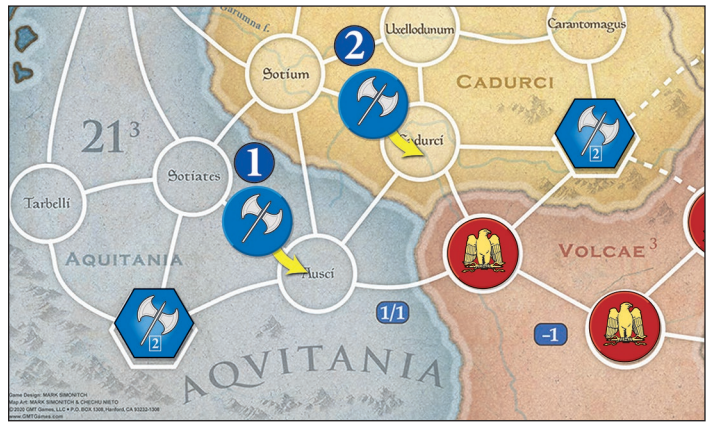 Garumna f.
Uxellodunum
Carantomagus
2
Sotium
CADURCI
21³
2
1
Sotiates
Tarbelli
VOLCAE³
AQUITANIA
1/1
-1
2
AQVITANIA
Game Design: MARK SIMONITCH
Map Art: MARK SIMONITCH & CHECHU NIETO
©2020 GMT Games, LLC • P.O. BOX 1308, Hanford, CA 93232-1308
www.GMTGames.com